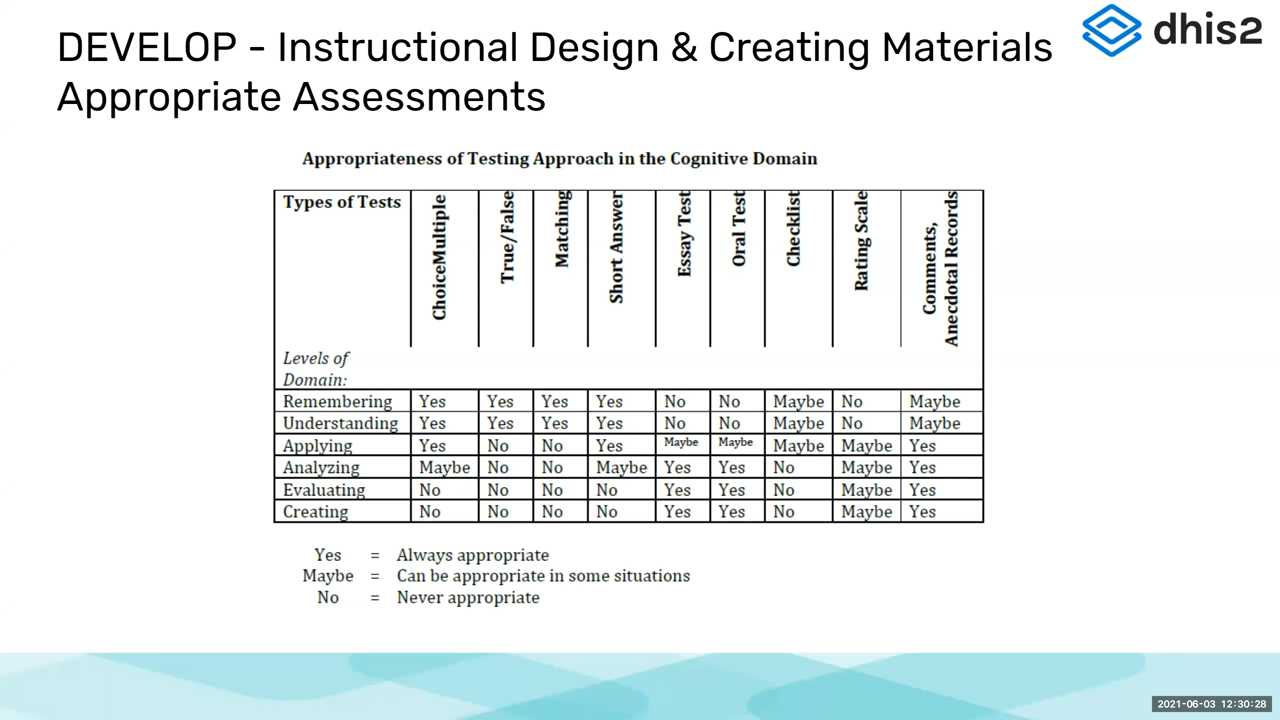 DEVELOP - Instructional Design & Creating Materials
Appropriate Assessments
dhis2
Appropriateness of Testing Approach in the Cognitive Domain
Types of Tests
ChoiceMultiple
True/False
Matching
Short Answer
Essay Test
Oral Test
Checklist
Rating Scale
Comments,
Anecdotal Records
Levels of
Domain:
Remembering Yes Yes Yes Yes No No Maybe No Maybe
Understanding Yes Yes Yes Yes No No Maybe No Maybe
Applying Yes No No Yes Maybe Maybe Maybe Maybe Yes
Analyzing Maybe No No Maybe Yes Yes No Maybe Yes
Evaluating No No No No Yes Yes No Maybe Yes
Creating No No No No Yes Yes No Maybe Yes
Yes = Always appropriate
Maybe = Can be appropriate in some situations
No = Never appropriate
2021-06-03 12:30:28